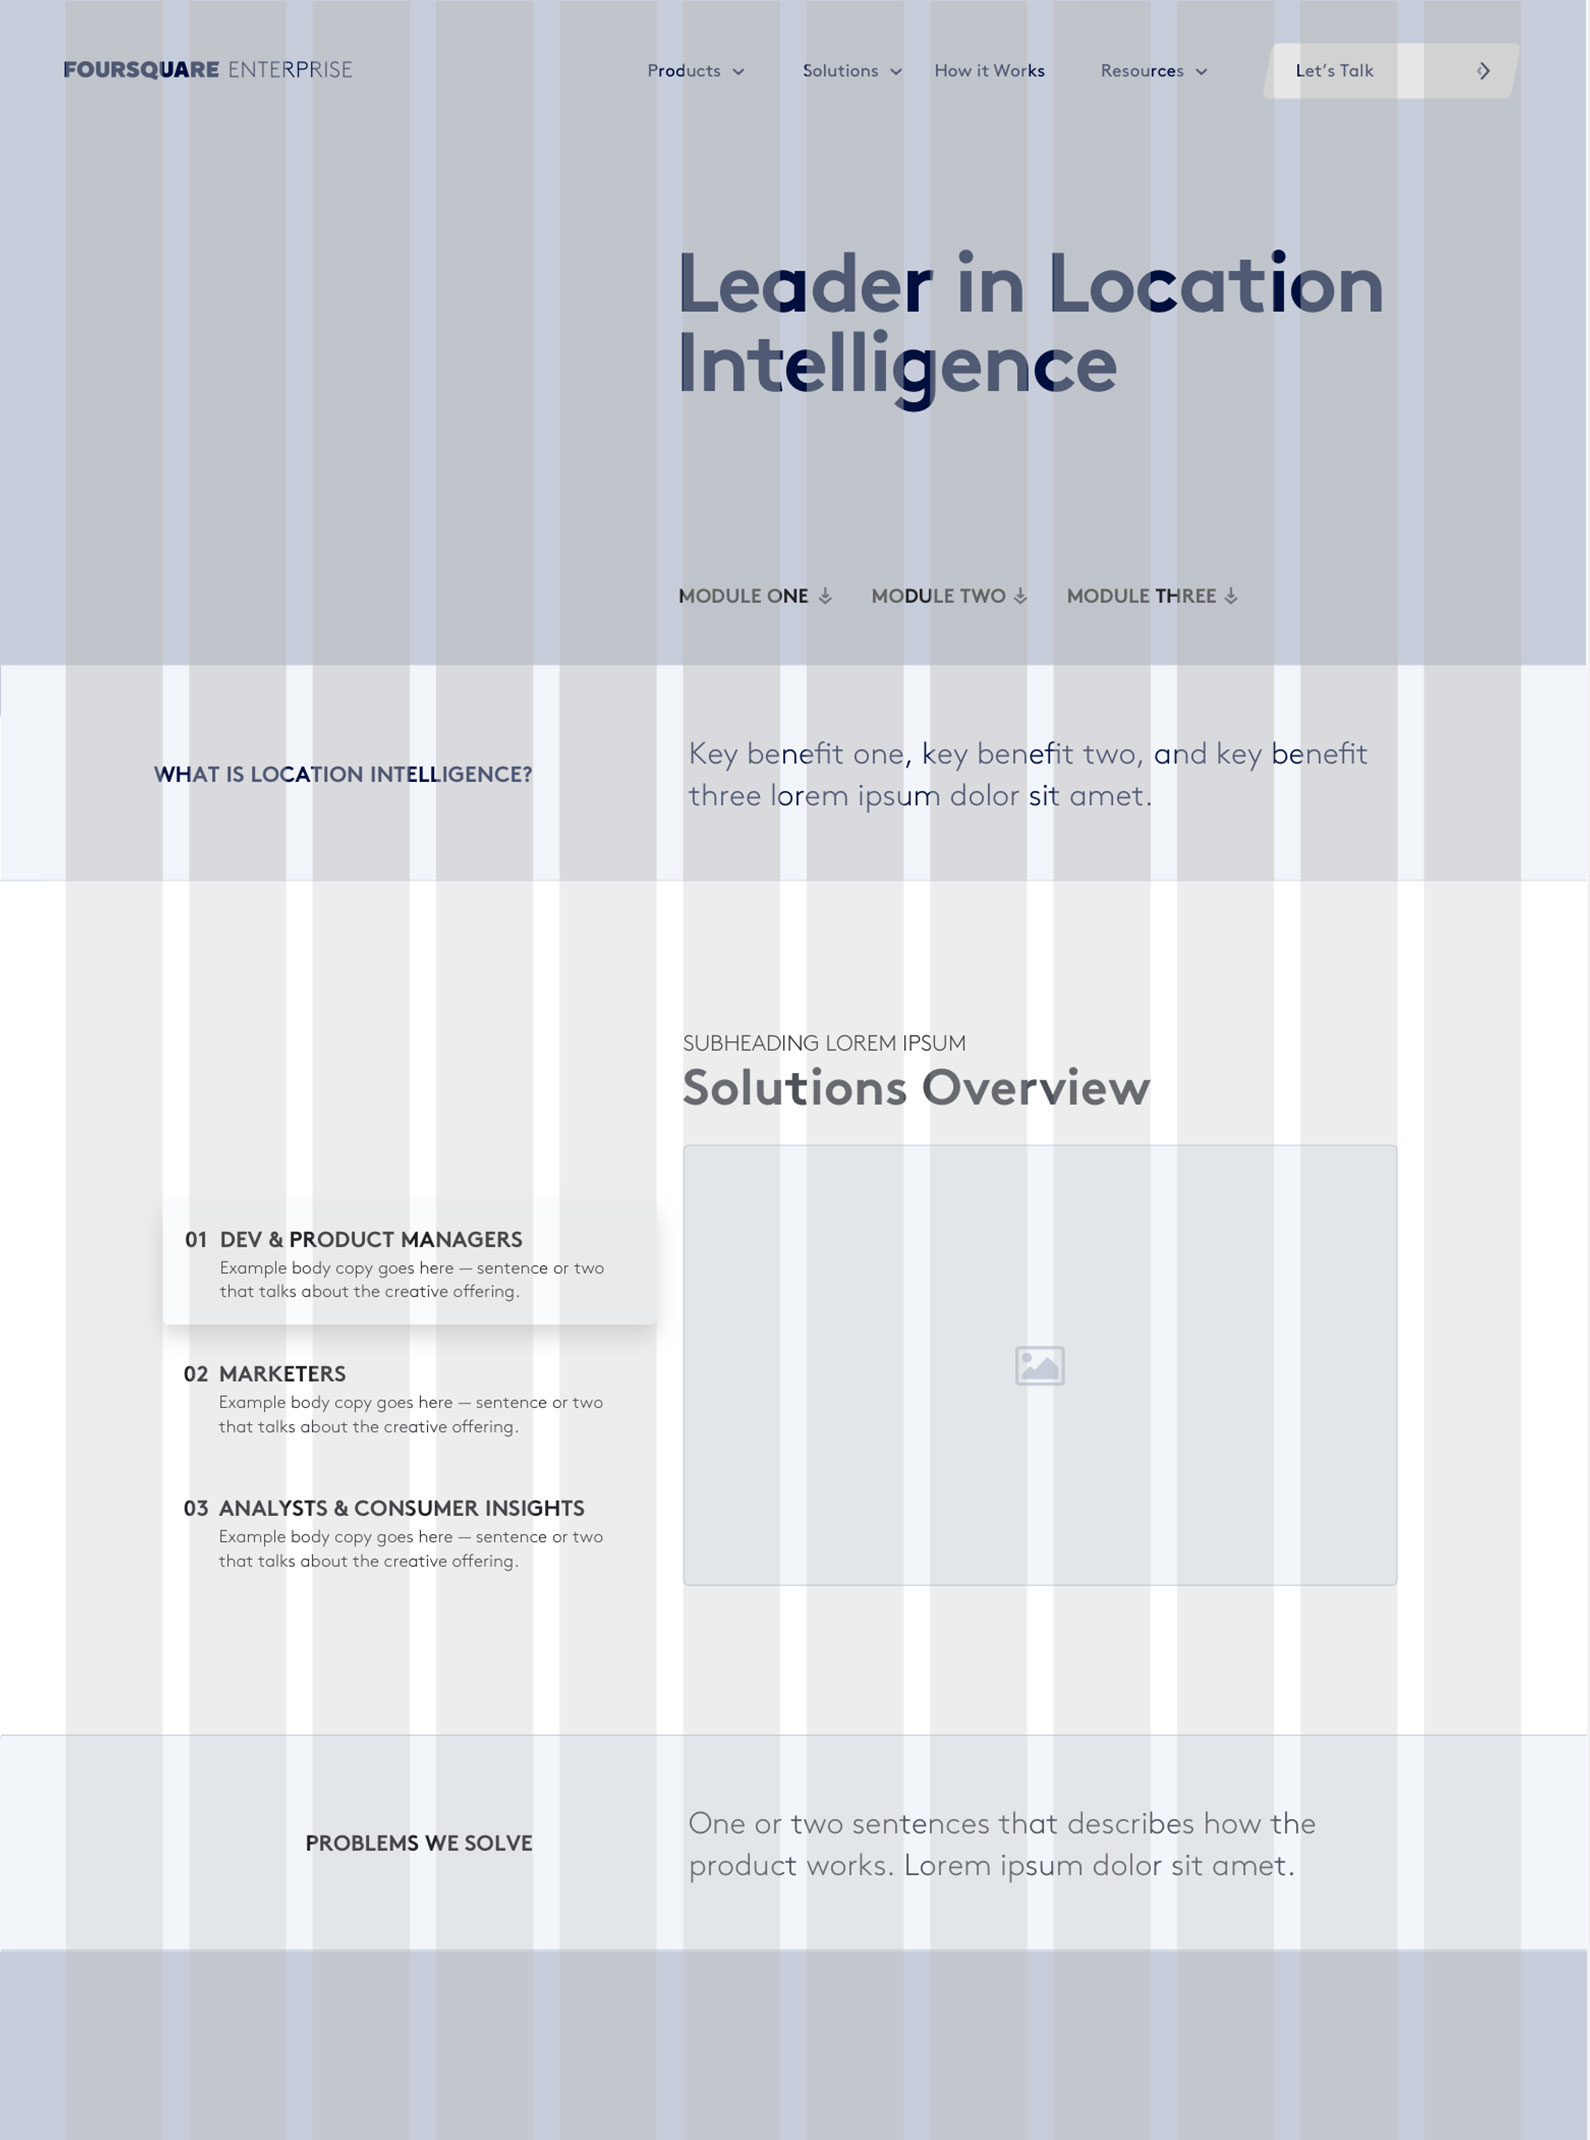 FOURSQUARE ENTERPRISE
Products
Solutions
How it Works
Resources
Let’s Talk
Leader in Location
Intelligence
MODULE ONE
MODULE TWO
MODULE THREE
WHAT IS LOCATION INTELLIGENCE?
Key benefit one, key benefit two, and key benefit
three lorem ipsum dolor sit amet.
SUBHEADING LOREM IPSUM
Solutions Overview
01 DEV & PRODUCT MANAGERS
Example body copy goes here — sentence or two
that talks about the creative offering.
02 MARKETERS
Example body copy goes here — sentence or two
that talks about the creative offering.
03 ANALYSTS & CONSUMER INSIGHTS
Example body copy goes here — sentence or two
that talks about the creative offering.
PROBLEMS WE SOLVE
One or two sentences that describes how the
product works. Lorem ipsum dolor sit amet.